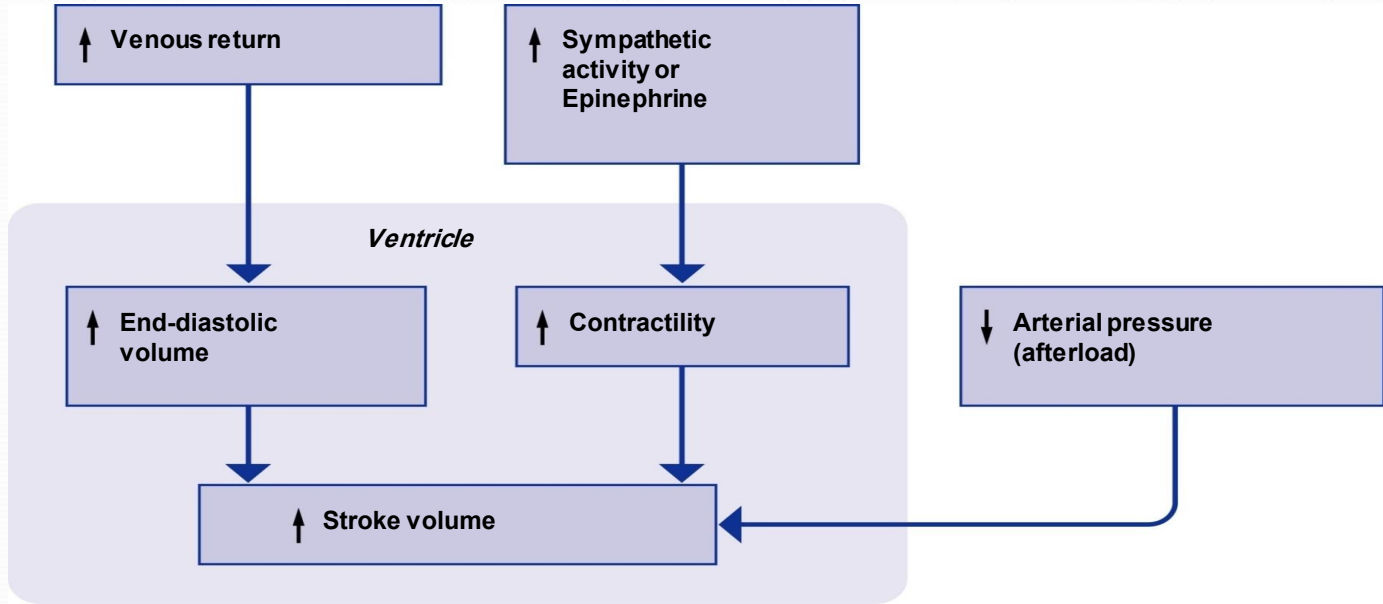 Venous return
Sympathetic
activity or
Epinephrine
Ventricle
End-diastolic
volume
Contractility
Arterial pressure
(afterload)
Stroke volume